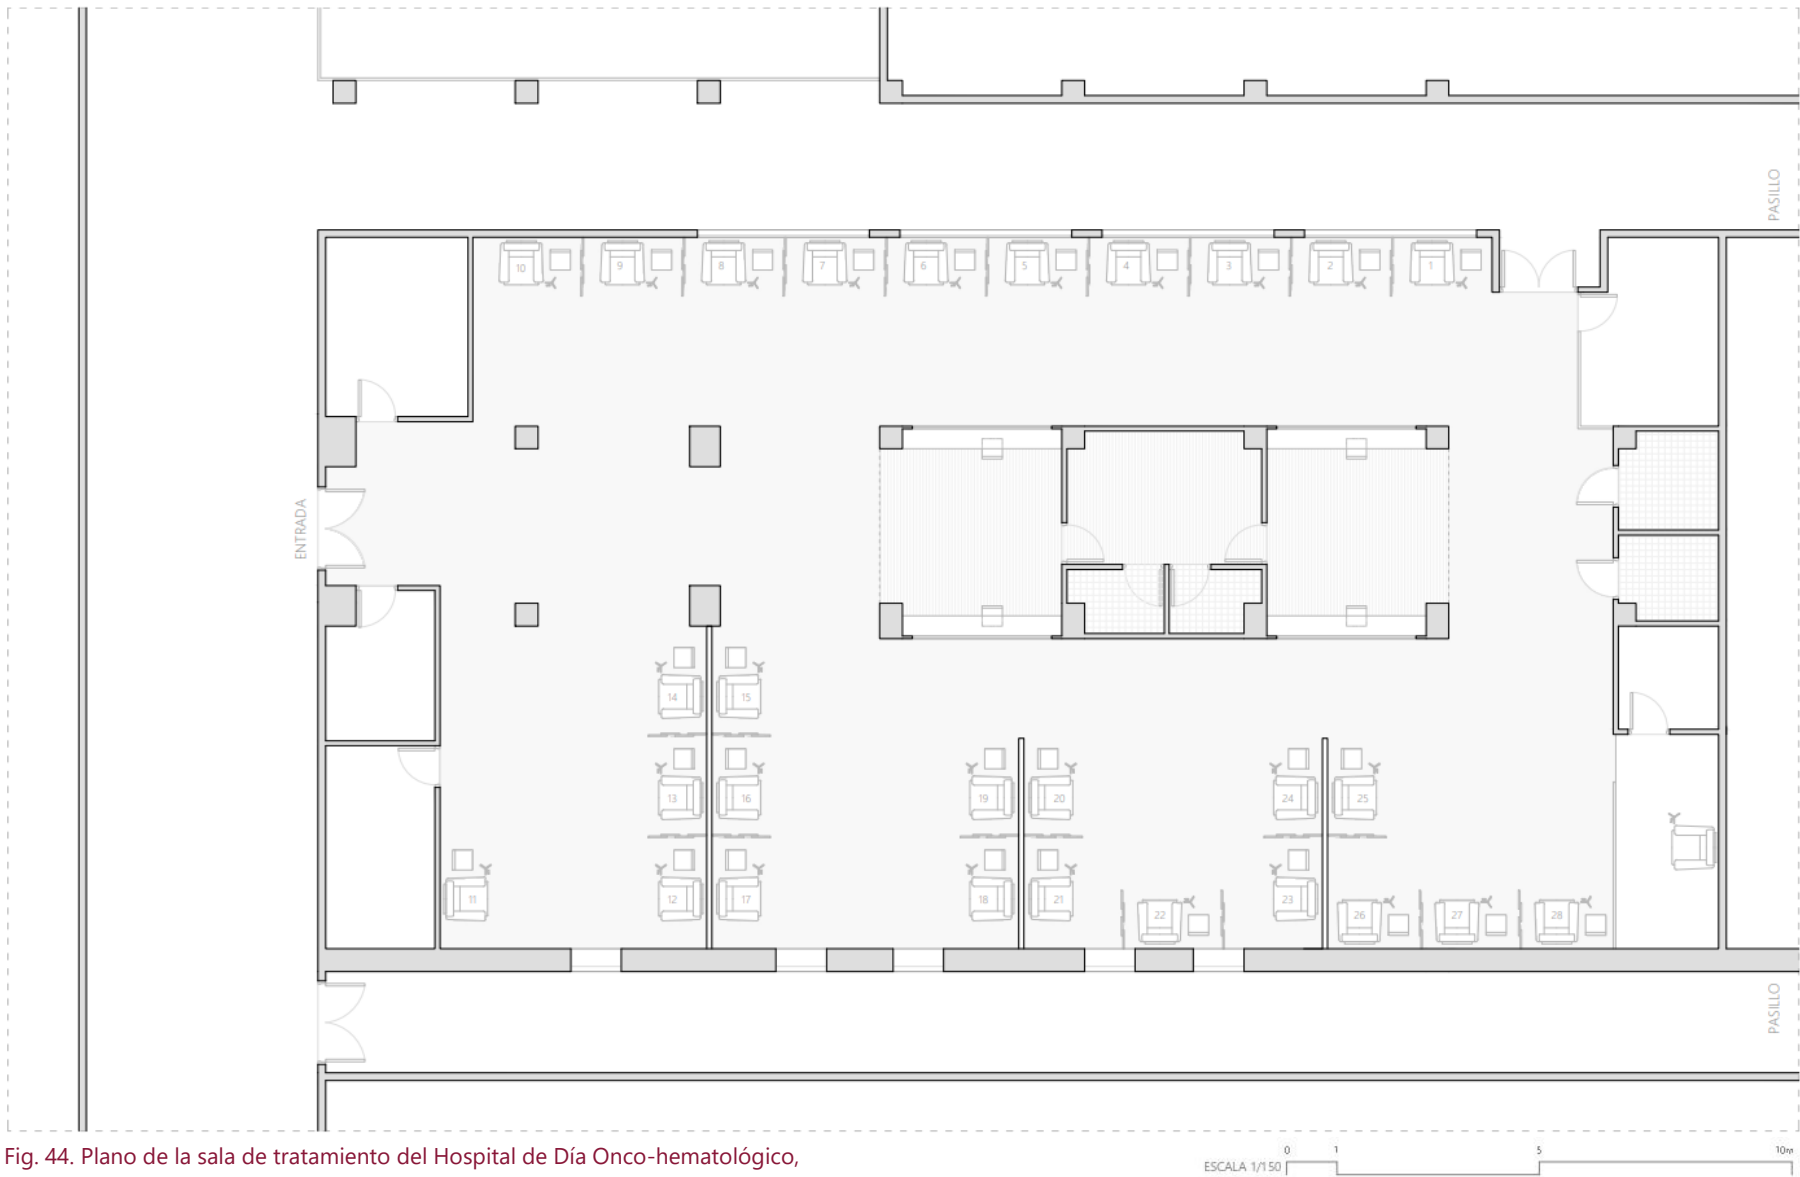 PASILLO
10 9 8 7 6 5 4 3 2 1
ENTRADA
14 15
13 16 19 20 24 25
11 12 17 18 21 22 23 26 27 28
PASILLO
Fig. 44. Plano de la sala de tratamiento del Hospital de Día Onco-hematológico,
ESCALA 1/150 0 1 5 10m